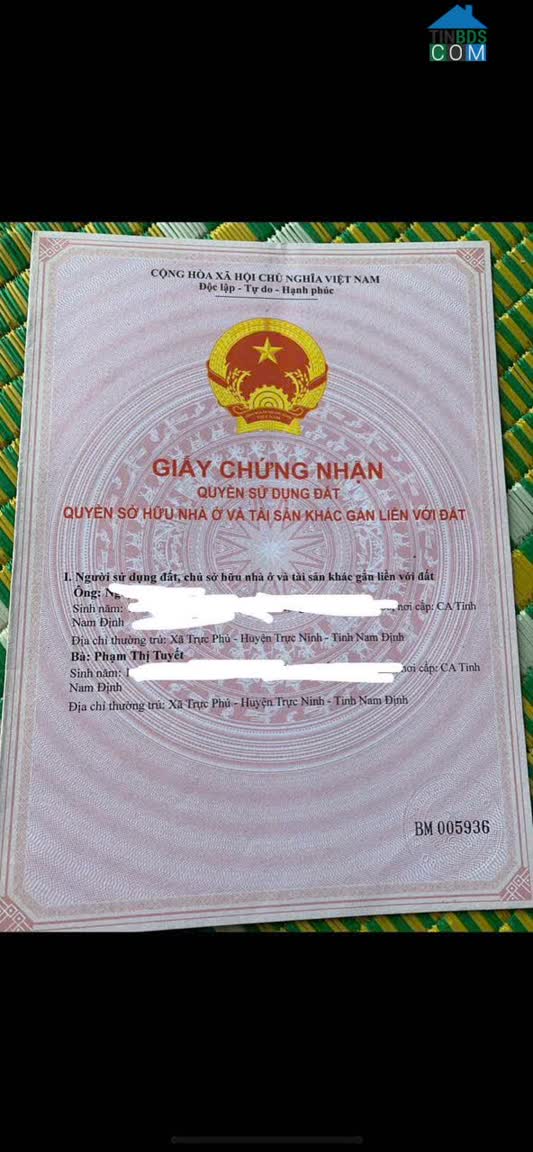 TINBDS
COM
CỘNG HÒA XÃ HỘI CHỦ NGHĨA VIỆT NAM
Độc lập - Tự do - Hạnh phúc
GIẤY CHỨNG NHẬN
QUYỀN SỬ DỤNG ĐẤT
QUYỀN SỞ HỮU NHÀ Ở VÀ TÀI SẢN KHÁC GẮN LIỀN VỚI ĐẤT
I. Người sử dụng đất, chủ sở hữu nhà ở và tài sản khác gắn liền với đất
Ông:
Sinh năm: nơi cấp: CA Tỉnh
Nam Định
Địa chỉ thường trú: Xã Trực Phú - Huyện Trực Ninh - Tỉnh Nam Định
Bà: Phạm Thị Tuyết
Sinh năm: nơi cấp: CA Tỉnh
Nam Định
Địa chỉ thường trú: Xã Trực Phú - Huyện Trực Ninh - Tỉnh Nam Định
BM 005936